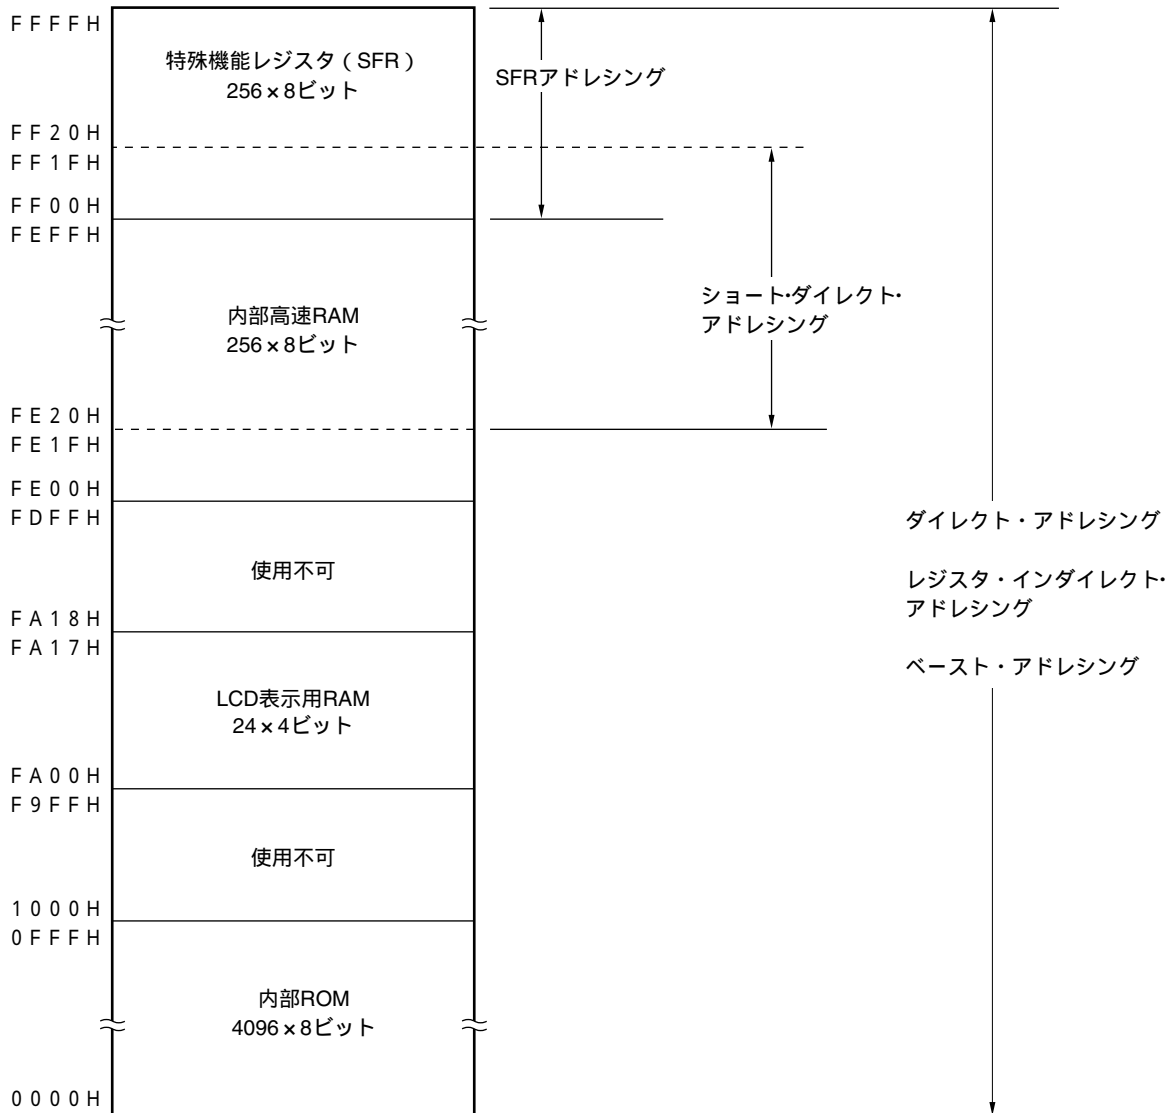 FFFFH
特殊機能レジスタ（SFR）
256×8ビット
SFRアドレシング
FF20H
FF1FH
FF00H
FEFFH
内部高速RAM
256×8ビット
ショート・ダイレクト・
アドレシング
FE20H
FE1FH
FE00H
FDFFH
使用不可
FA18H
FA17H
LCD表示用RAM
24×4ビット
FA00H
F9FFH
使用不可
1000H
0FFFH
内部ROM
4096×8ビット
0000H
ダイレクト・アドレシング
レジスタ・インダイレクト・
アドレシング
ベースト・アドレシング